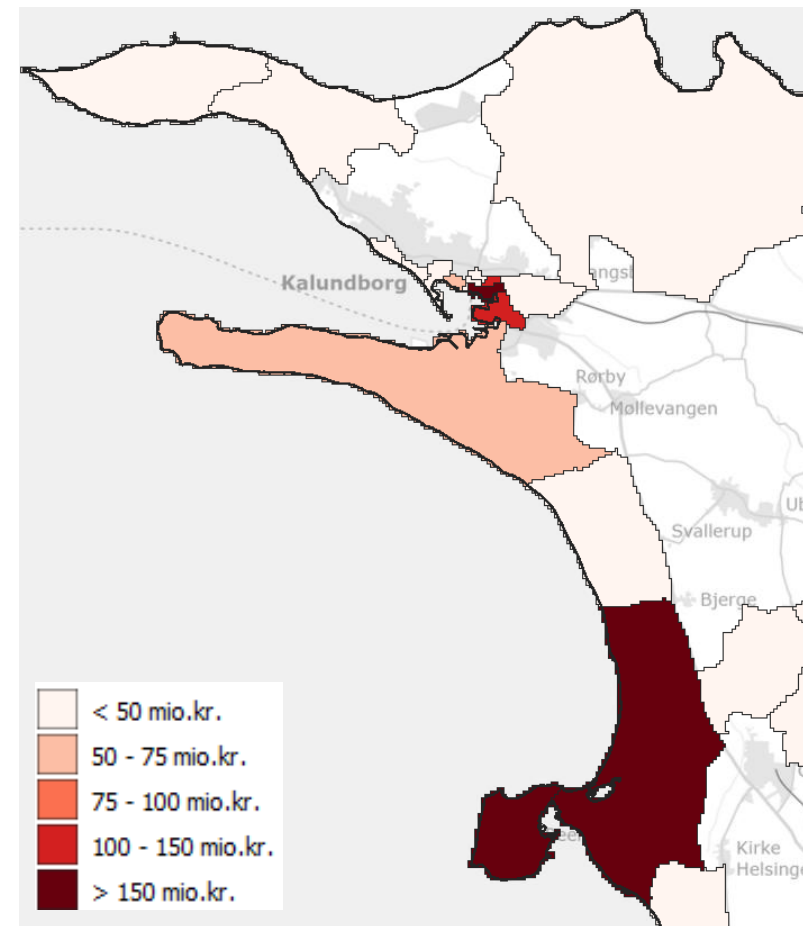 Kalundborg
Rørby
Møllevangen
Svallerup
Bjerge
Kirke
Helsinge
< 50 mio.kr.
50 - 75 mio.kr.
75 - 100 mio.kr.
100 - 150 mio.kr.
> 150 mio.kr.